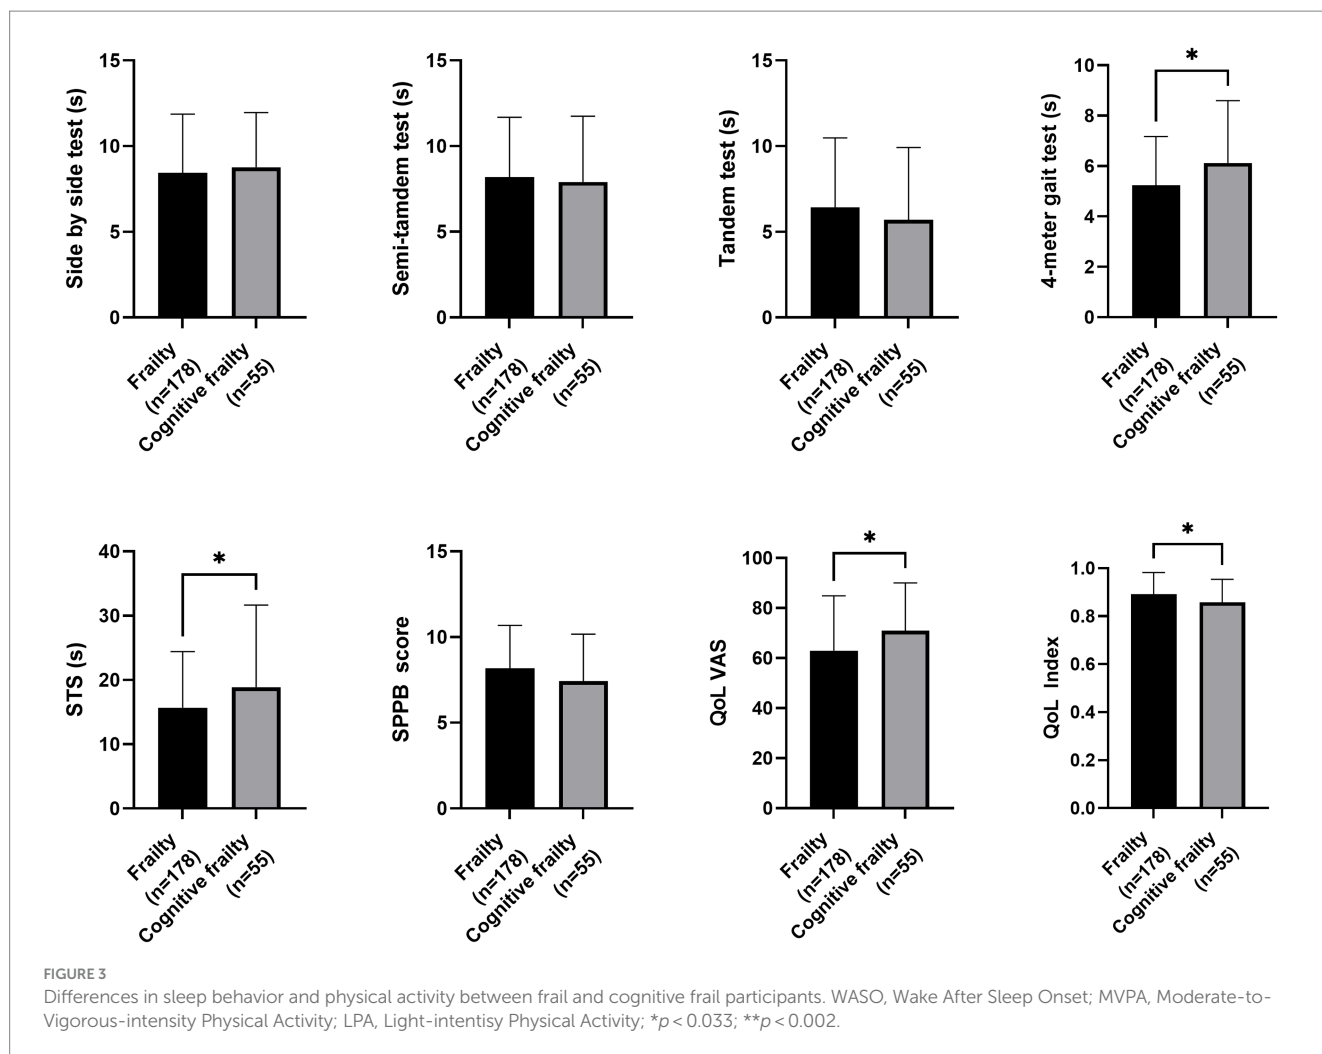 Side by side test (s)
15
10
5
0
Frailty
(n=178)
Cognitive frailty
(n=55)
Semi-tamdem test (s)
15
10
5
0
Frailty
(n=178)
Cognitive frailty
(n=55)
Tandem test (s)
15
10
5
0
Frailty
(n=178)
Cognitive frailty
(n=55)
4-meter gait test (s)
10
8
6
4
2
0
*
Frailty
(n=178)
Cognitive frailty
(n=55)
STS (s)
40
30
20
10
0
*
Frailty
(n=178)
Cognitive frailty
(n=55)
SPPB score
15
10
5
0
Frailty
(n=178)
Cognitive frailty
(n=55)
QoL VAS
100
80
60
40
20
0
*
Frailty
(n=178)
Cognitive frailty
(n=55)
QoL Index
1.0
0.8
0.6
0.4
0.2
0.0
*
Frailty
(n=178)
Cognitive frailty
(n=55)
FIGURE 3
Differences in sleep behavior and physical activity between frail and cognitive frail participants. WASO, Wake After Sleep Onset; MVPA, Moderate-to-
Vigorous-intensity Physical Activity; LPA, Light-intentisy Physical Activity; *p < 0.033; **p < 0.002.